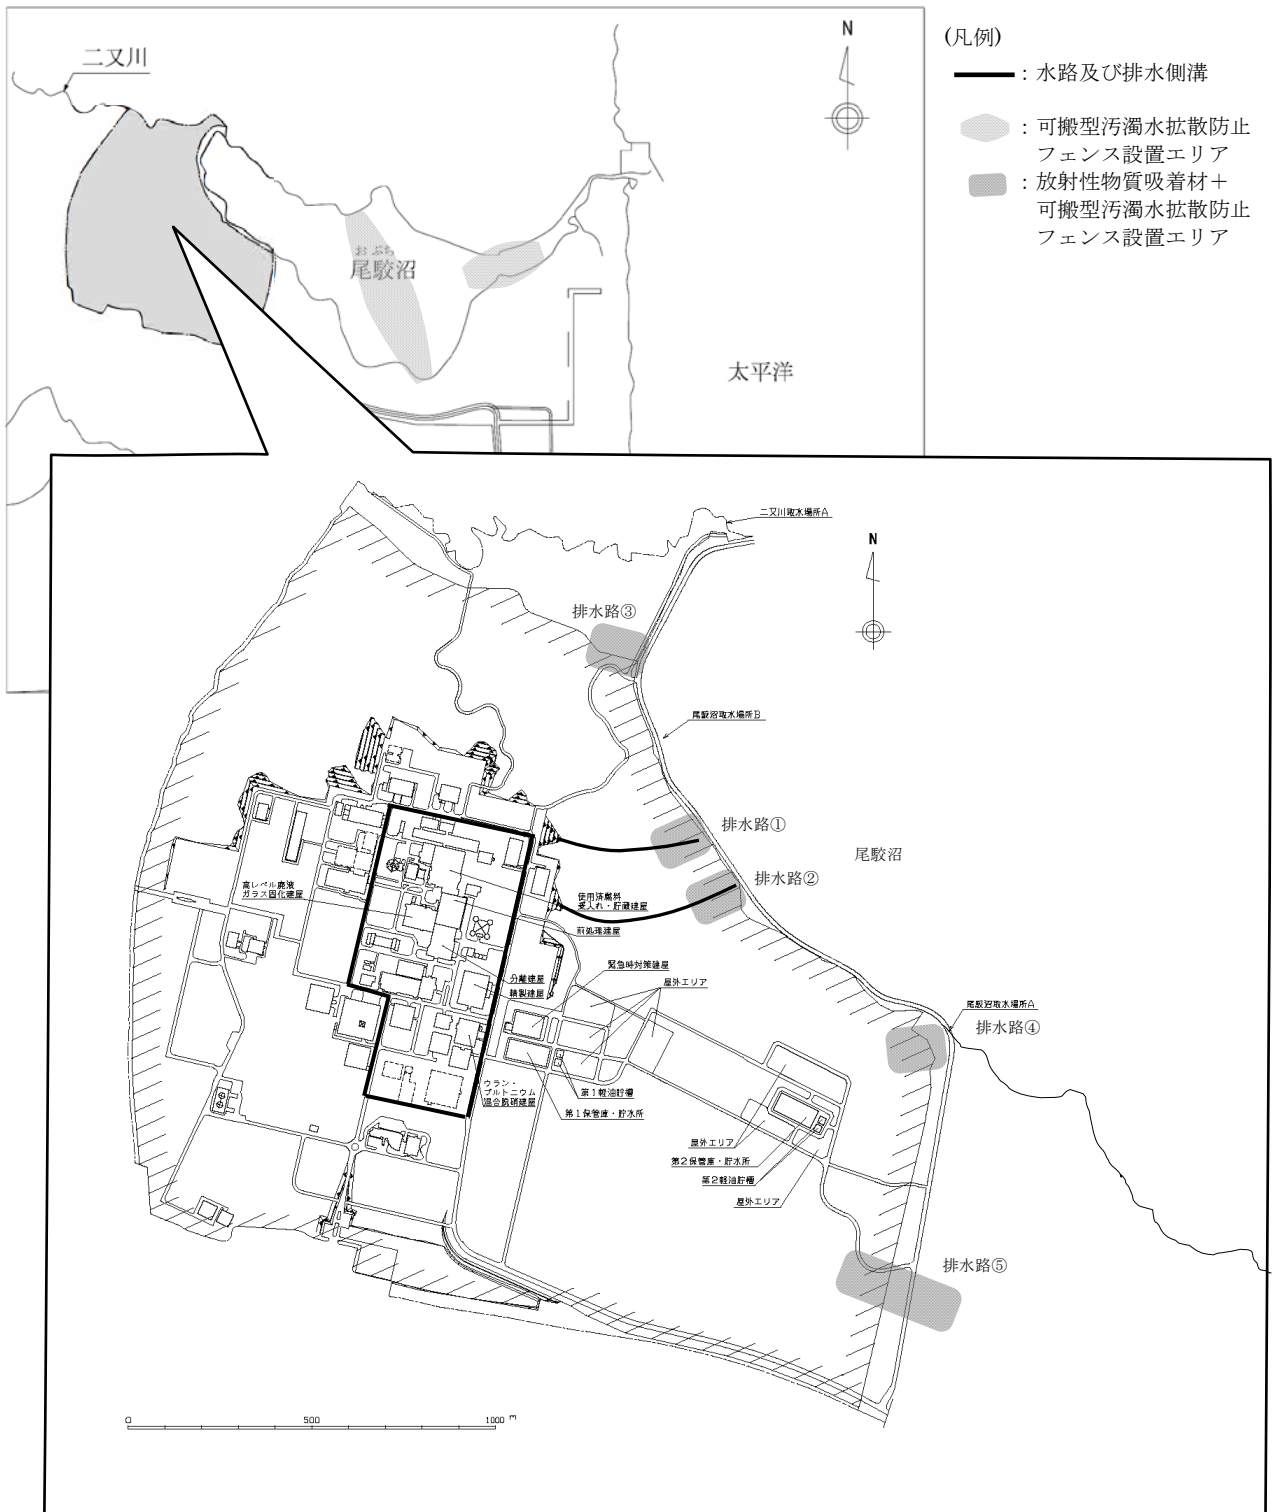 二又川
N
おぶち
尾駮沼
太平洋
(凡例)
：水路及び排水側溝
：可搬型汚濁水拡散防止
フェンス設置エリア
：放射性物質吸着材＋
可搬型汚濁水拡散防止
フェンス設置エリア
二又川取水場所A
N
排水路③
尾駮沼取水場所B
排水路①
尾駮沼
排水路②
高レベル廃液
ガラス固化建屋
使用済燃料
受入れ・貯蔵建屋
前処理建屋
緊急時対策建屋
分離建屋
屋外エリア
精製建屋
尾駮沼取水場所A
排水路④
ウラン・
プルトニウム
混合脱硝建屋
第1軽油貯槽
第1保管庫・貯水所
屋外エリア
第2保管庫・貯水所
第2軽油貯槽
屋外エリア
排水路⑤
0 500 1000 m